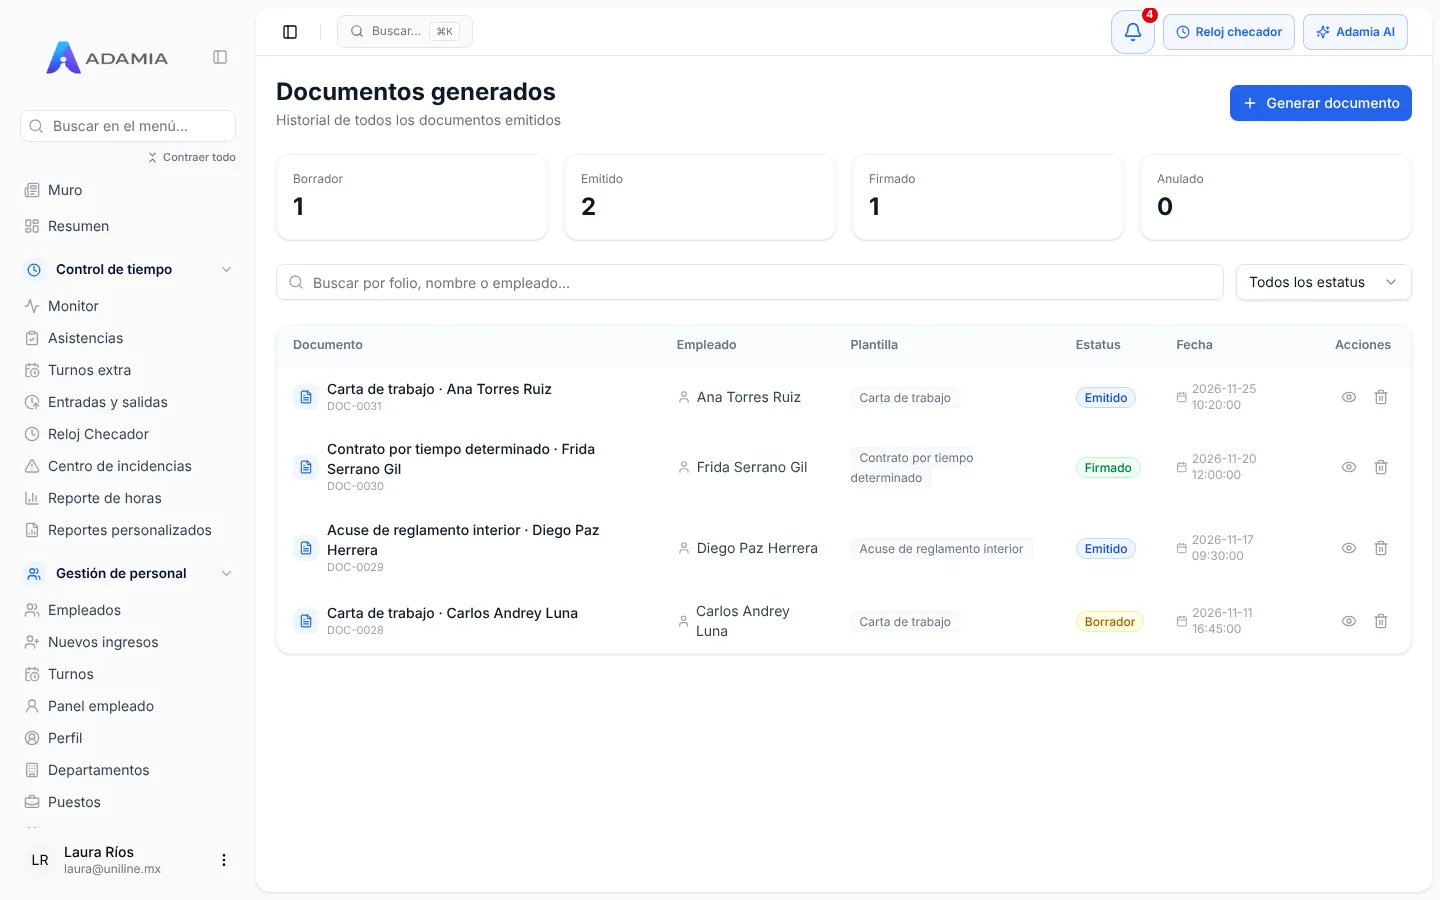 ADAMIA
Buscar en el menú...
Contraer todo
Muro
Resumen
Control de tiempo
Monitor
Asistencias
Turnos extra
Entradas y salidas
Reloj Checador
Centro de incidencias
Reporte de horas
Reportes personalizados
Gestión de personal
Empleados
Nuevos ingresos
Turnos
Panel empleado
Perfil
Departamentos
Puestos
LR
Laura Ríos
laura@uniline.mx
Buscar... ⌘K
4
Reloj checador
Adamia AI
Documentos generados
Historial de todos los documentos emitidos
Generar documento
Borrador
1
Emitido
2
Firmado
1
Anulado
0
Buscar por folio, nombre o empleado...
Todos los estatus
Documento Empleado Plantilla Estatus Fecha Acciones
Carta de trabajo · Ana Torres Ruiz
DOC-0031
Ana Torres Ruiz
Carta de trabajo
Emitido
2026-11-25
10:20:00
Contrato por tiempo determinado · Frida
Serrano Gil
DOC-0030
Frida Serrano Gil
Contrato por tiempo
determinado
Firmado
2026-11-20
12:00:00
Acuse de reglamento interior · Diego Paz
Herrera
DOC-0029
Diego Paz Herrera
Acuse de reglamento interior
Emitido
2026-11-17
09:30:00
Carta de trabajo · Carlos Andrey Luna
DOC-0028
Carlos Andrey
Luna
Carta de trabajo
Borrador
2026-11-11
16:45:00